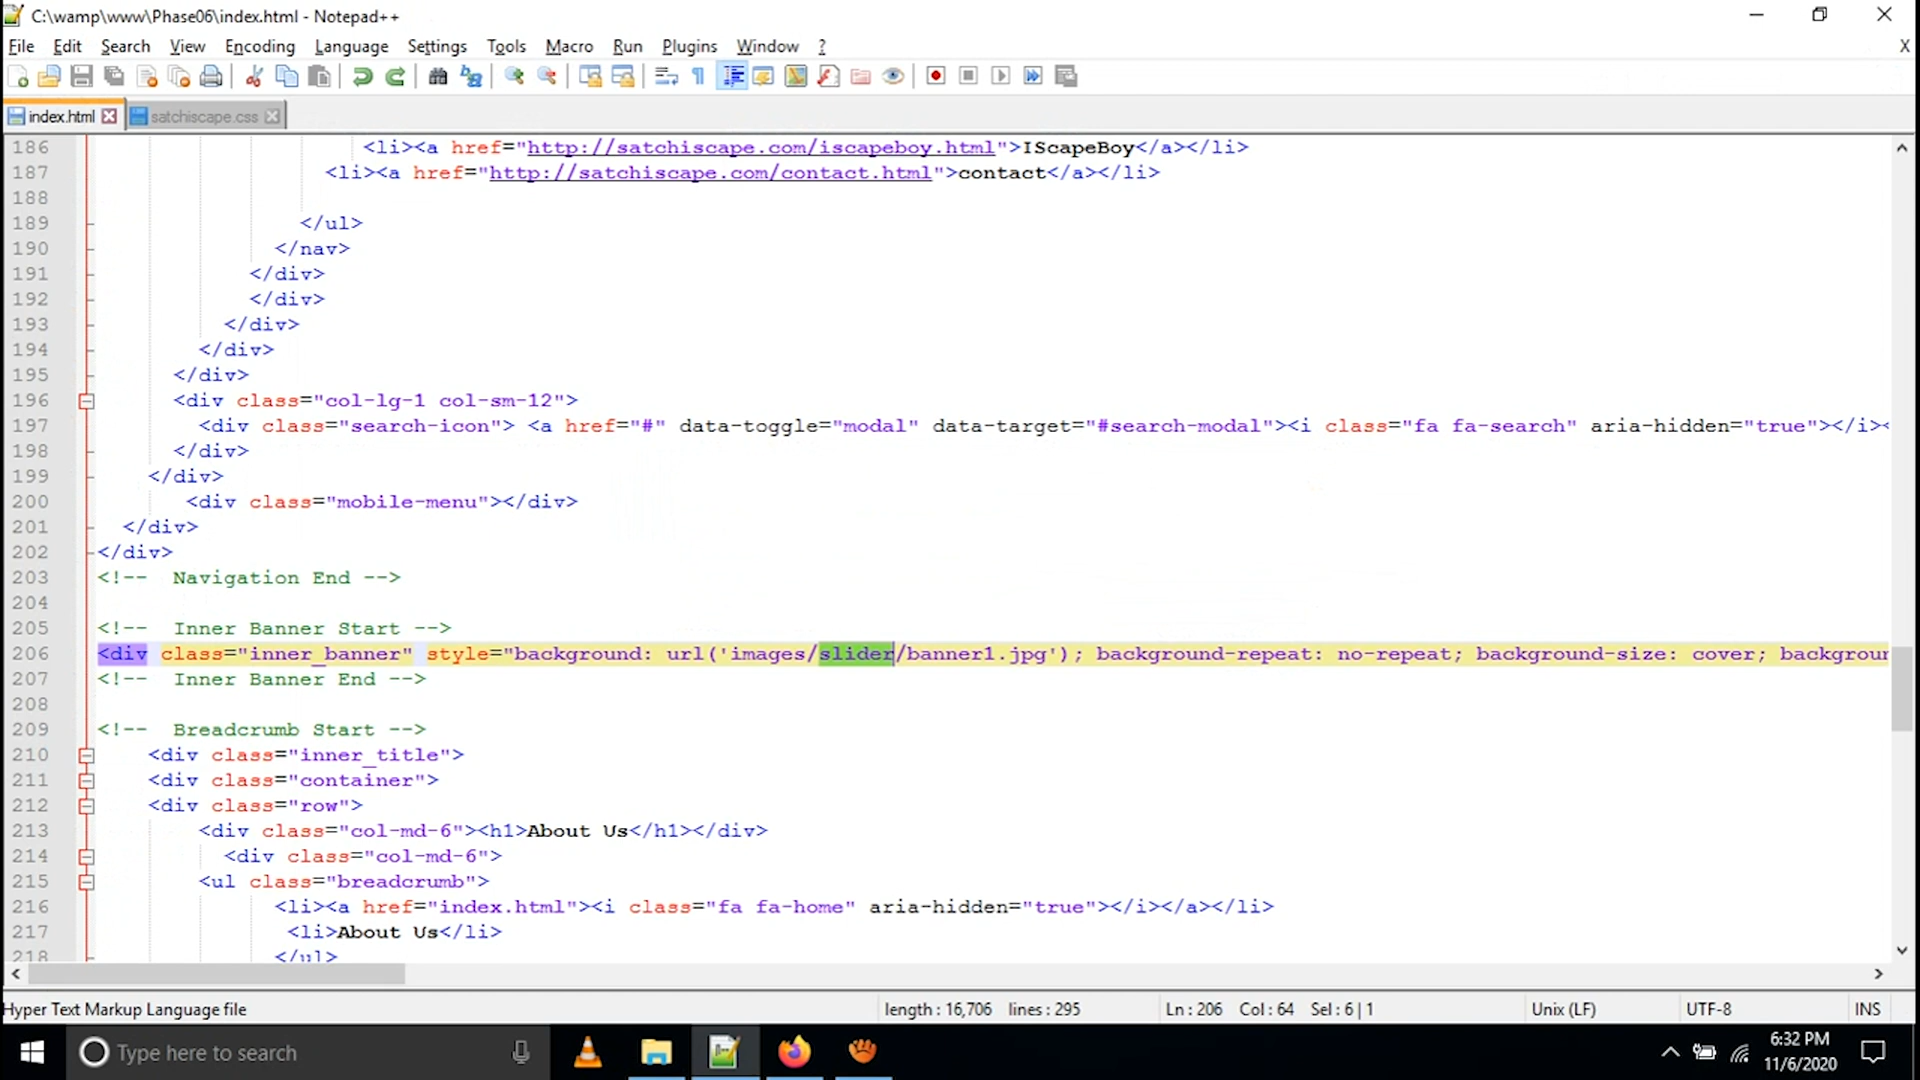 C:\wamp\www\Phase06\index.html - Notepad++
File Edit Search View Encoding Language Settings Tools Macro Run Plugins Window ? X
index.html satchiscape.css
186 <li><a href="http://satchiscape.com/iscapeboy.html">IScapeBoy</a></li>
187 <li><a href="http://satchiscape.com/contact.html">contact</a></li>
188
189 </ul>
190 </nav>
191 </div>
192 </div>
193 </div>
194 </div>
195 </div>
196 <div class="col-lg-1 col-sm-12">
197 <div class="search-icon"> <a href="#" data-toggle="modal" data-target="#search-modal"><i class="fa fa-search" aria-hidden="true"></i><
198 </div>
199 </div>
200 <div class="mobile-menu"></div>
201 </div>
202 </div>
203 <!-- Navigation End -->
204
205 <!-- Inner Banner Start -->
206 <div class="inner_banner" style="background: url('images/slider/banner1.jpg'); background-repeat: no-repeat; background-size: cover; backgroun
207 <!-- Inner Banner End -->
208
209 <!-- Breadcrumb Start -->
210 <div class="inner_title">
211 <div class="container">
212 <div class="row">
213 <div class="col-md-6"><h1>About Us</h1></div>
214 <div class="col-md-6">
215 <ul class="breadcrumb">
216 <li><a href="index.html"><i class="fa fa-home" aria-hidden="true"></i></a></li>
217 <li>About Us</li>
218 </ul>
Hyper Text Markup Language file length : 16,706 lines : 295 Ln : 206 Col : 64 Sel : 6 | 1 Unix (LF) UTF-8 INS
Type here to search
6:32 PM
11/6/2020